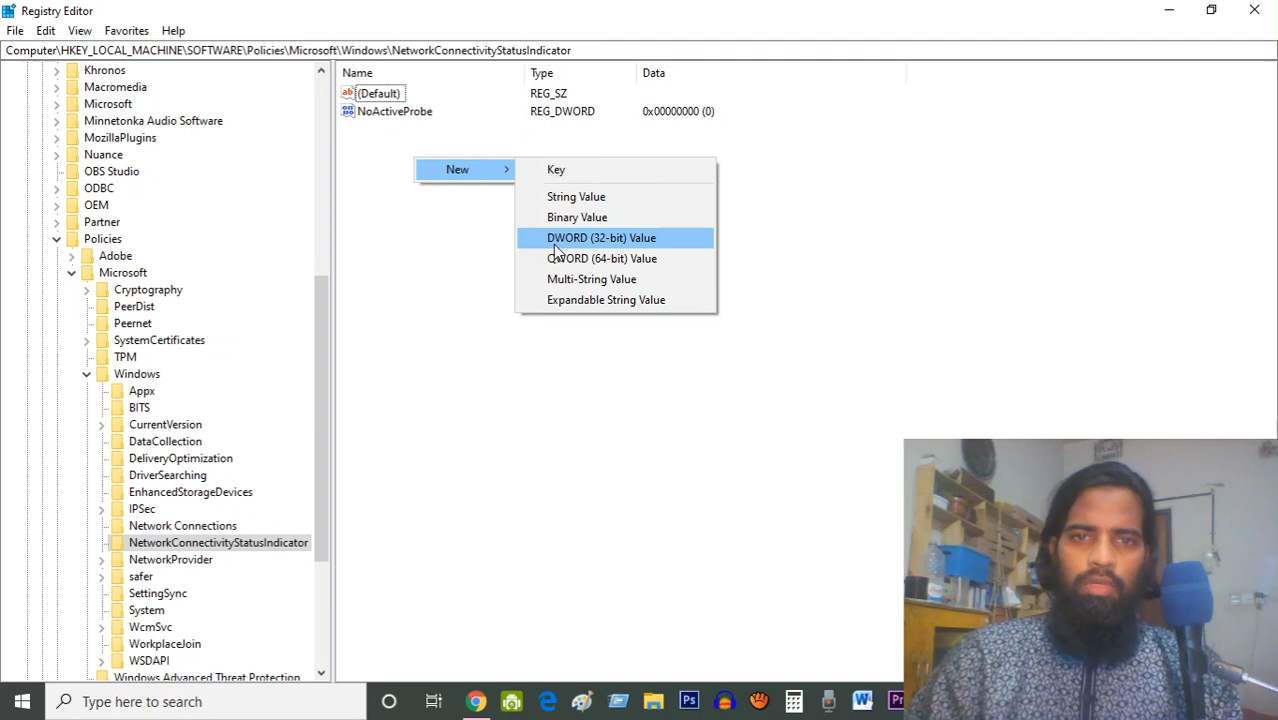 Registry Editor
File Edit View Favorites Help
Computer\HKEY_LOCAL_MACHINE\SOFTWARE\Policies\Microsoft\Windows\NetworkConnectivityStatusIndicator
Khronos
Macromedia
Microsoft
Minnetonka Audio Software
MozillaPlugins
Nuance
OBS Studio
ODBC
OEM
Partner
Policies
Adobe
Microsoft
Cryptography
PeerDist
Peernet
SystemCertificates
TPM
Windows
Appx
BITS
CurrentVersion
DataCollection
DeliveryOptimization
DriverSearching
EnhancedStorageDevices
IPSec
Network Connections
NetworkConnectivityStatusIndicator
NetworkProvider
safer
SettingSync
System
WcmSvc
WorkplaceJoin
WSDAPI
Windows Advanced Threat Protection
Name Type Data
ab (Default) REG_SZ
NoActiveProbe REG_DWORD 0x00000000 (0)
New
Key
String Value
Binary Value
DWORD (32-bit) Value
QWORD (64-bit) Value
Multi-String Value
Expandable String Value
Type here to search
Ps
W
Pr